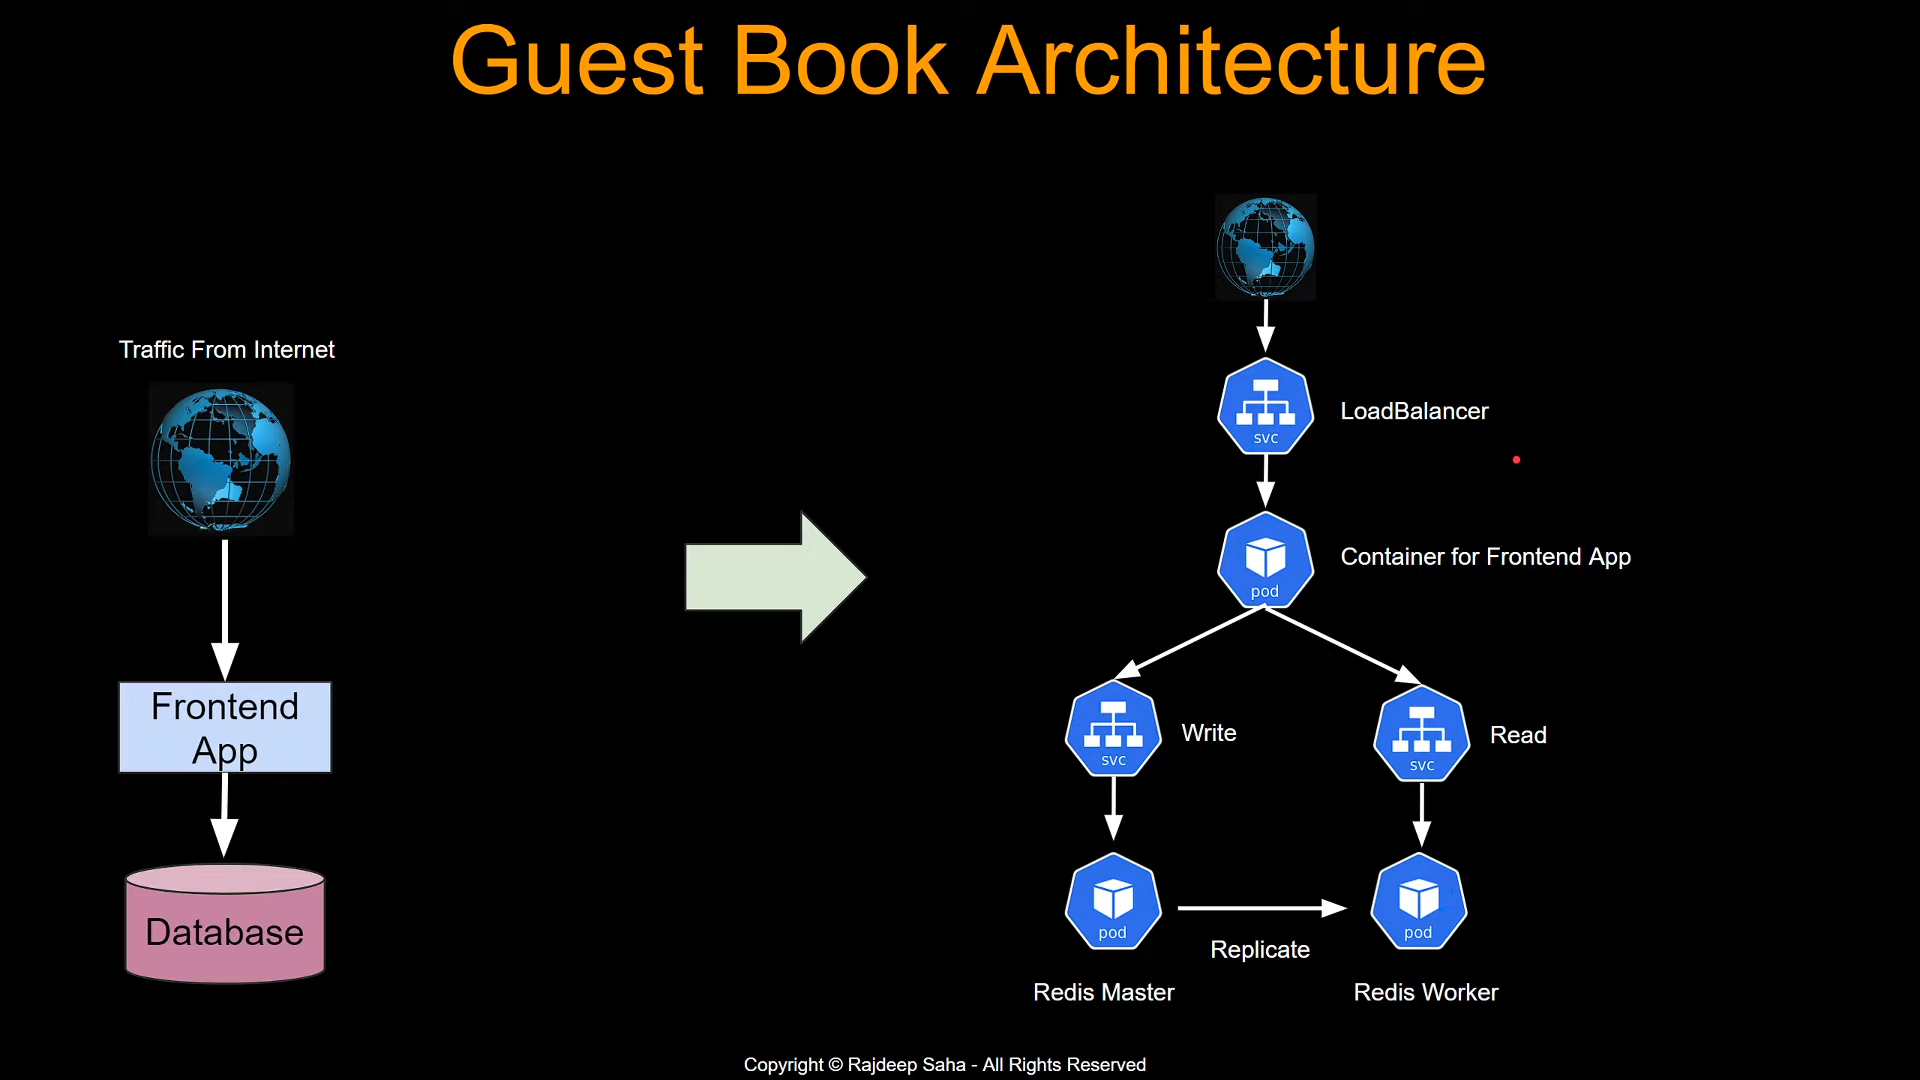 Guest Book Architecture
Traffic From Internet
Frontend
App
Database
svc
LoadBalancer
pod
Container for Frontend App
svc
Write
svc
Read
pod
Replicate
pod
Redis Master
Redis Worker
Copyright © Rajdeep Saha - All Rights Reserved